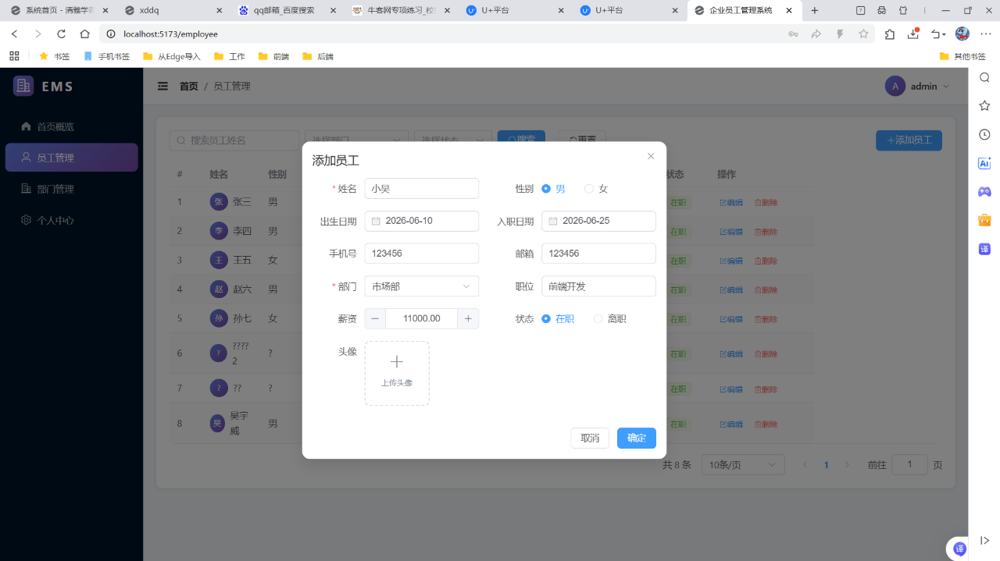 系统首页 - 清雅学苑
xddq
qq邮箱_百度搜索
牛客网专项练习_校
U+平台
U+平台
企业员工管理系统
localhost:5173/employee
书签
手机书签
从Edge导入
工作
前端
后端
其他书签
EMS
首页 / 员工管理
A admin
首页概览
员工管理
部门管理
个人中心
搜索员工姓名
选择部门
选择状态
搜索
重置
+添加员工
# 姓名 性别 状态 操作
1 张 张三 男 在职 编辑 删除
2 李 李四 男 在职 编辑 删除
3 王 王五 女 在职 编辑 删除
4 赵 赵六 男 在职 编辑 删除
5 孙 孙七 女 在职 编辑 删除
6 ? ????2 ? 在职 编辑 删除
7 ? ?? ? 在职 编辑 删除
8 吴 吴宇威 男 在职 编辑 删除
共 8 条 10条/页 1 前往 1 页
添加员工
*姓名 小吴 性别 男 女
出生日期 2026-06-10 入职日期 2026-06-25
手机号 123456 邮箱 123456
*部门 市场部 职位 前端开发
薪资 11000.00 状态 在职 离职
头像
上传头像
取消 确定
Ai
译
译